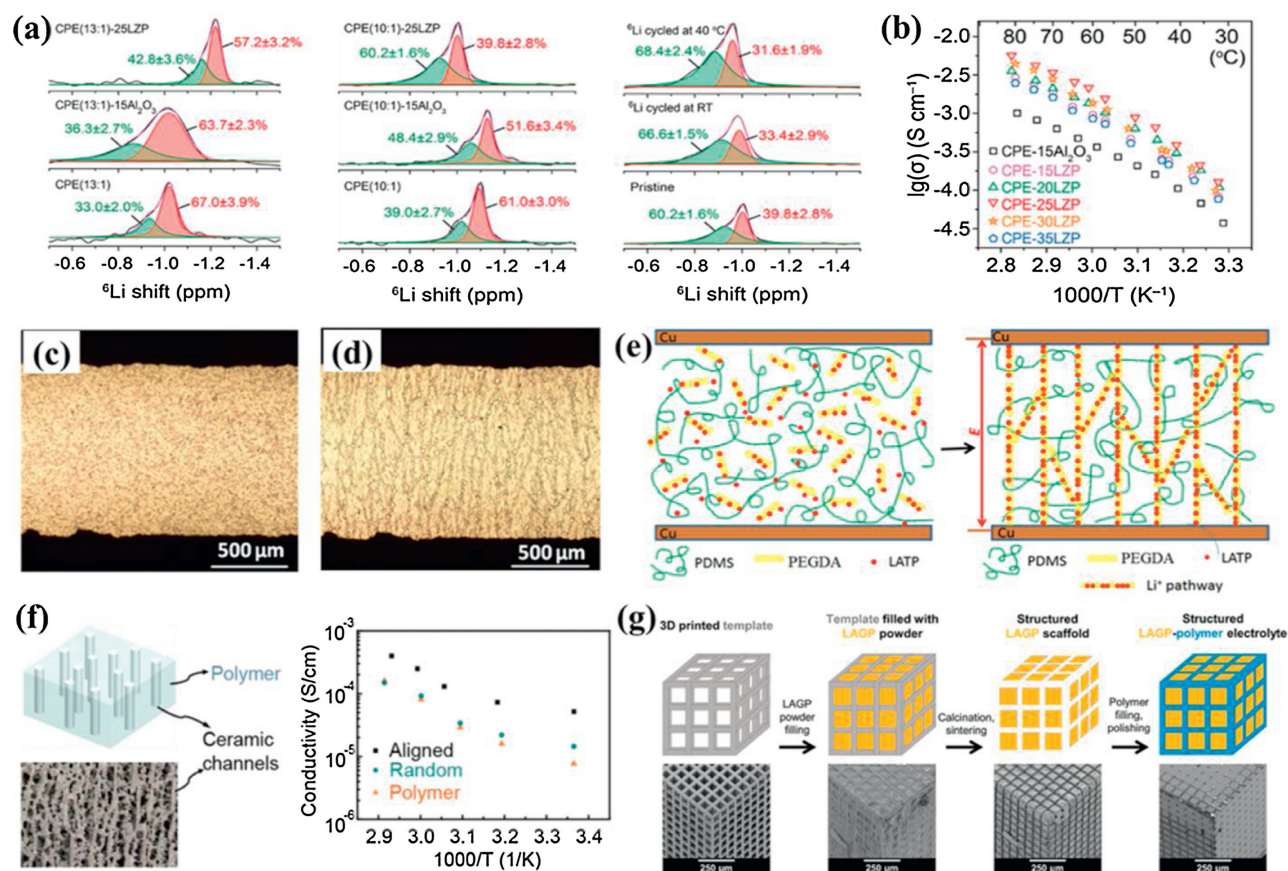 (a)
CPE(13:1)-25LZP
57.2±3.2%
42.8±3.6%
CPE(13:1)-15Al₂O₃
36.3±2.7%
63.7±2.3%
CPE(13:1)
33.0±2.0%
67.0±3.9%
-0.6 -0.8 -1.0 -1.2 -1.4
⁶Li shift (ppm)
CPE(10:1)-25LZP
60.2±1.6%
39.8±2.8%
CPE(10:1)-15Al₂O₃
48.4±2.9%
51.6±3.4%
CPE(10:1)
39.0±2.7%
61.0±3.0%
-0.6 -0.8 -1.0 -1.2 -1.4
⁶Li shift (ppm)
⁶Li cycled at 40 °C
68.4±2.4%
31.6±1.9%
⁶Li cycled at RT
66.6±1.5%
33.4±2.9%
Pristine
60.2±1.6%
39.8±2.8%
-0.6 -0.8 -1.0 -1.2 -1.4
⁶Li shift (ppm)
(b)
80 70 60 50 40 30
(°C)
lg(σ) (S cm⁻¹)
-2.0
-2.5
-3.0
-3.5
-4.0
-4.5
CPE-15Al₂O₃
CPE-15LZP
CPE-20LZP
CPE-25LZP
CPE-30LZP
CPE-35LZP
2.8 2.9 3.0 3.1 3.2 3.3
1000/T (K⁻¹)
(c)
500 μm
(d)
500 μm
(e)
Cu
Cu
PDMS PEGDA LATP
Cu
E
Cu
PDMS PEGDA LATP
Li⁺ pathway
(f)
Polymer
Ceramic
channels
Conductivity (S/cm)
10⁻³
10⁻⁴
10⁻⁵
10⁻⁶
Aligned
Random
Polymer
2.9 3.0 3.1 3.2 3.3 3.4
1000/T (1/K)
(g)
3D printed template
LAGP
powder
filling
Template filled with
LAGP powder
Calcination,
sintering
Structured
LAGP scaffold
Polymer
filling,
polishing
Structured
LAGP-polymer electrolyte
250 μm
250 μm
250 μm
250 μm